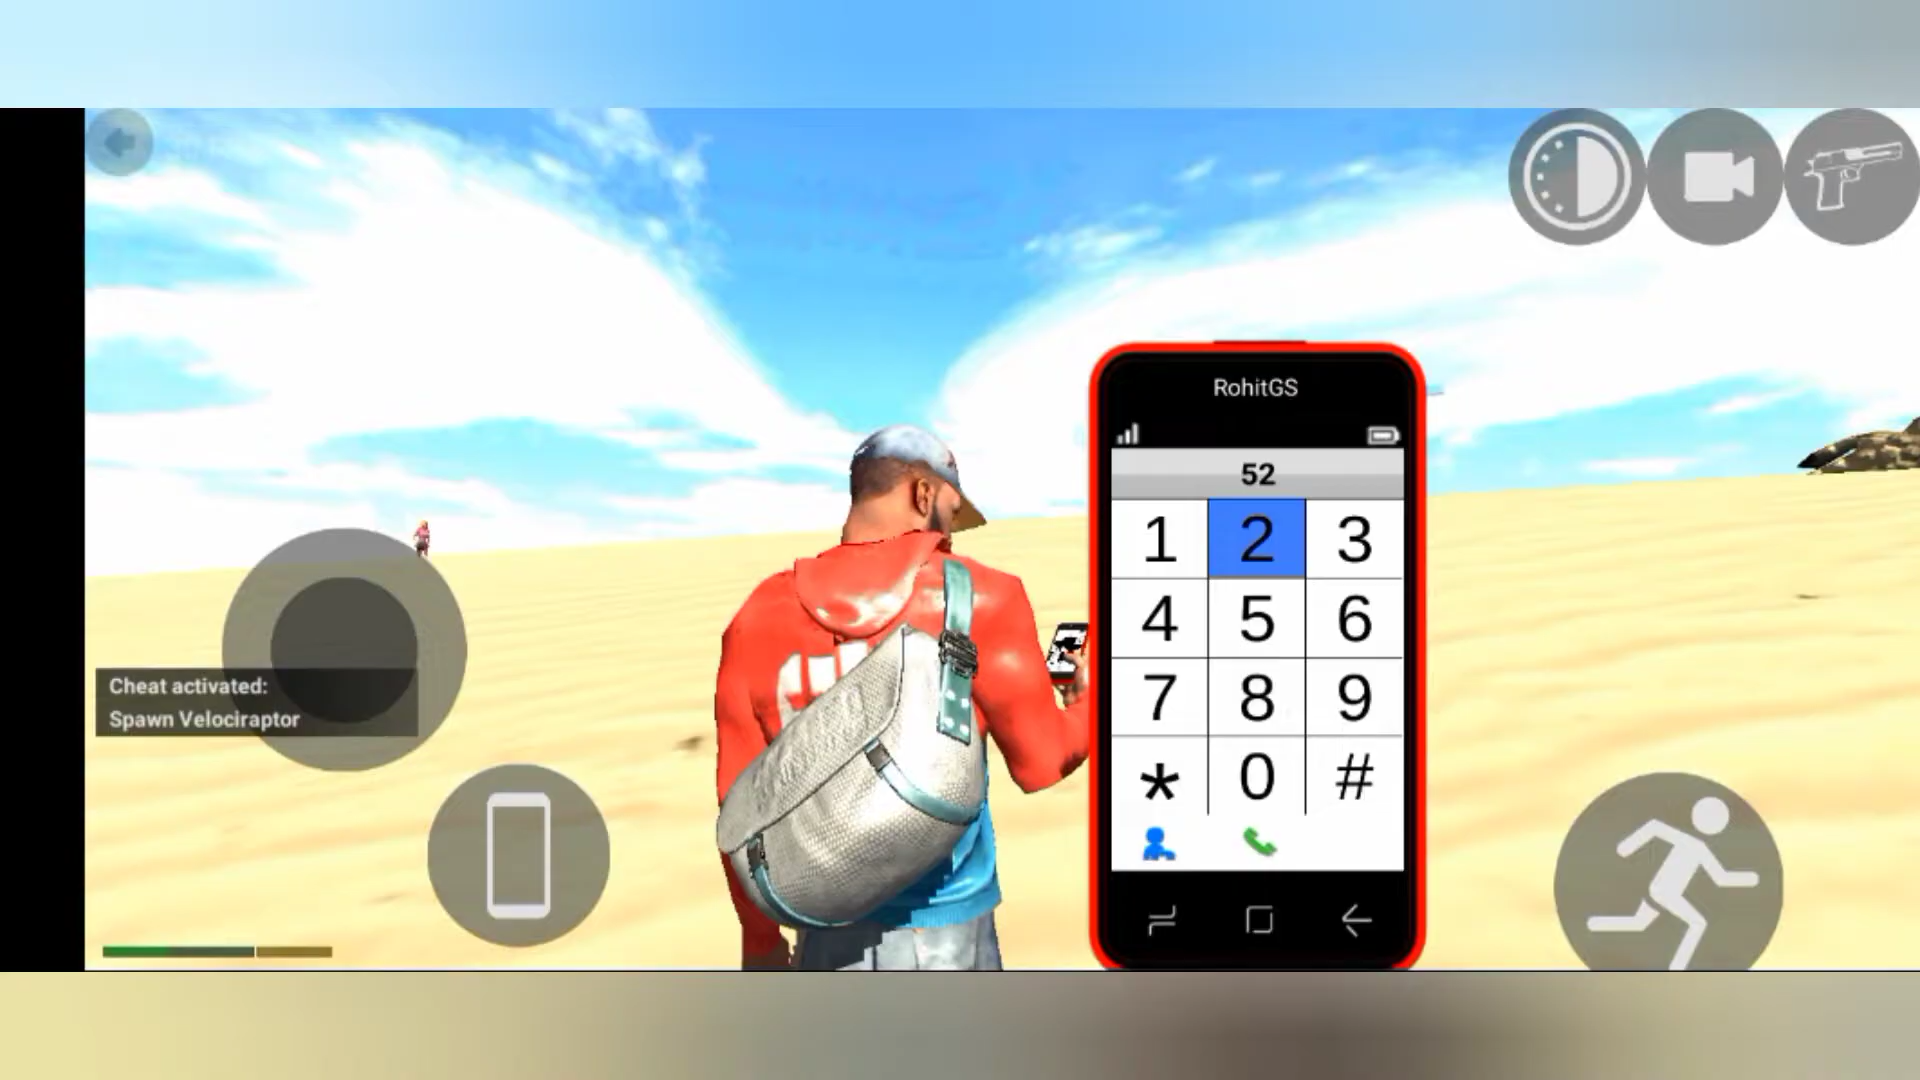 RohitGS
52
1 2 3
4 5 6
7 8 9
* 0 #
Cheat activated:
Spawn Velociraptor